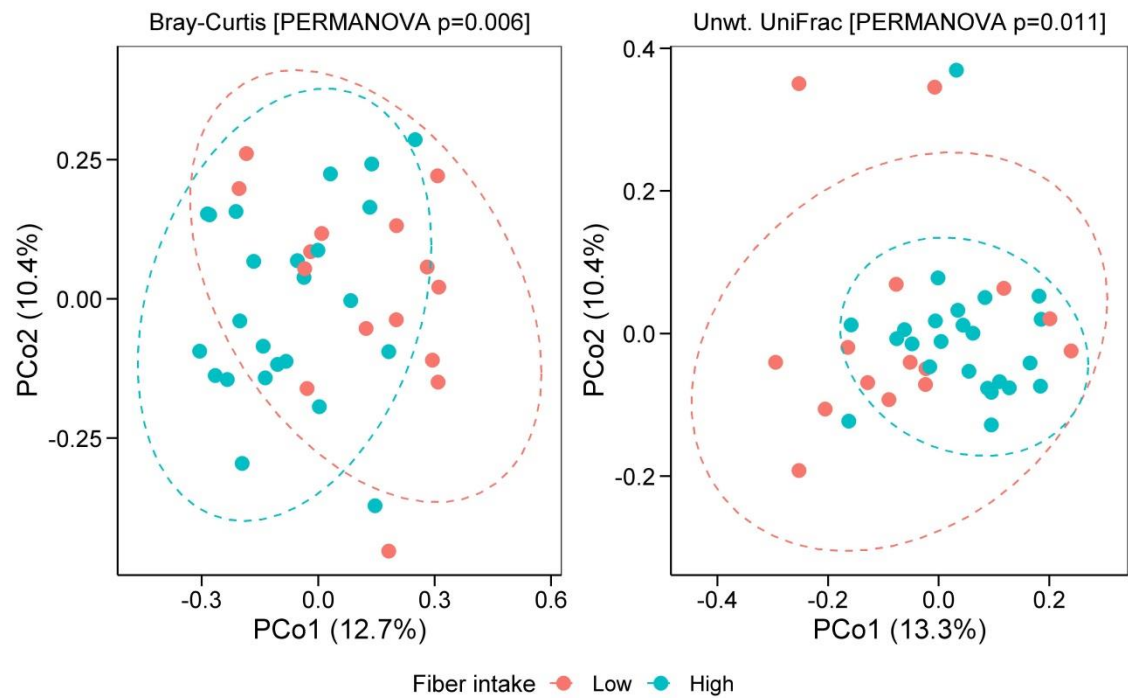 Bray-Curtis [PERMANOVA p=0.006]
Unwt. UniFrac [PERMANOVA p=0.011]
PCo2 (10.4%)
0.25
0.00
-0.25
-0.3 0.0 0.3 0.6
PCo1 (12.7%)
PCo2 (10.4%)
0.4
0.2
0.0
-0.2
-0.4 -0.2 0.0 0.2
PCo1 (13.3%)
Fiber intake Low High